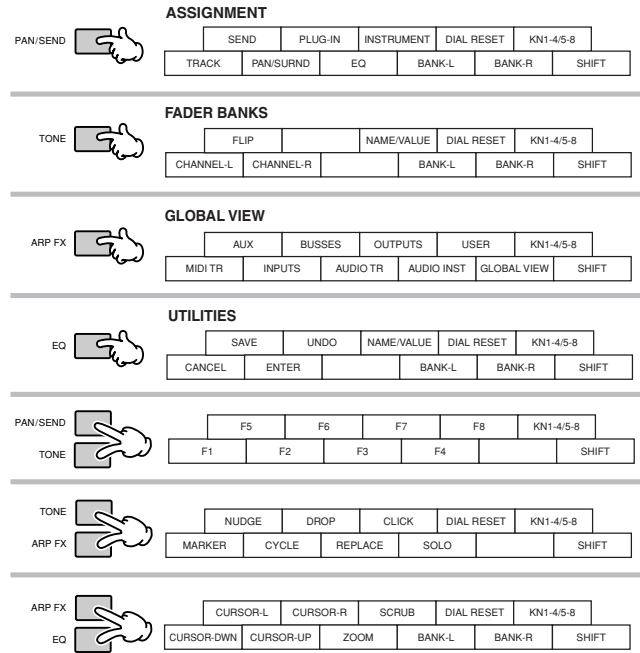 ASSIGNMENT
PAN/SEND
SEND PLUG-IN INSTRUMENT DIAL RESET KN1-4/5-8
TRACK PAN/SURND EQ BANK-L BANK-R SHIFT
FADER BANKS
TONE
FLIP NAME/VALUE DIAL RESET KN1-4/5-8
CHANNEL-L CHANNEL-R BANK-L BANK-R SHIFT
GLOBAL VIEW
ARP FX
AUX BUSSES OUTPUTS USER KN1-4/5-8
MIDI TR INPUTS AUDIO TR AUDIO INST GLOBAL VIEW SHIFT
UTILITIES
EQ
SAVE UNDO NAME/VALUE DIAL RESET KN1-4/5-8
CANCEL ENTER BANK-L BANK-R SHIFT
PAN/SEND
F5 F6 F7 F8 KN1-4/5-8
TONE
F1 F2 F3 F4 SHIFT
TONE
NUDGE DROP CLICK DIAL RESET KN1-4/5-8
ARP FX
MARKER CYCLE REPLACE SOLO SHIFT
ARP FX
CURSOR-L CURSOR-R SCRUB DIAL RESET KN1-4/5-8
EQ
CURSOR-DWN CURSOR-UP ZOOM BANK-L BANK-R SHIFT